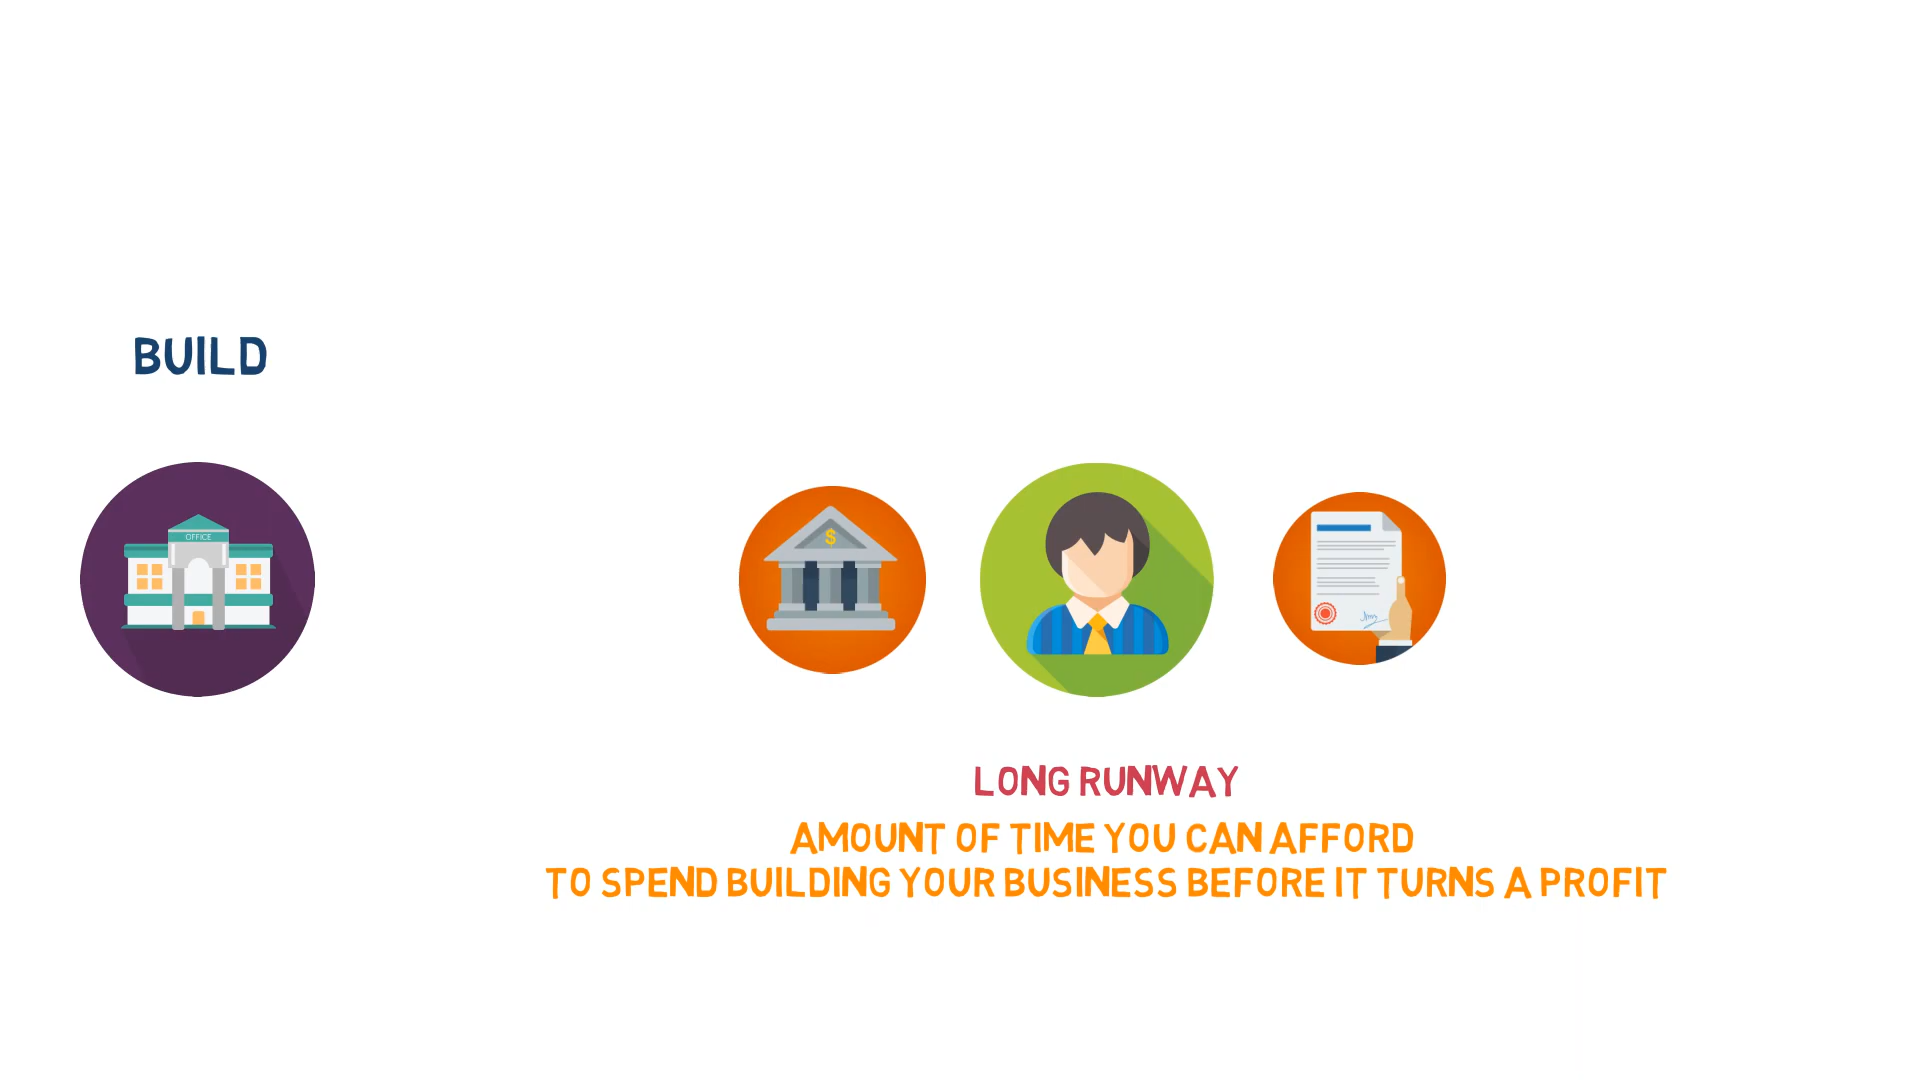 BUILD
OFFICE
$
LONG RUNWAY
AMOUNT OF TIME YOU CAN AFFORD
TO SPEND BUILDING YOUR BUSINESS BEFORE IT TURNS A PROFIT